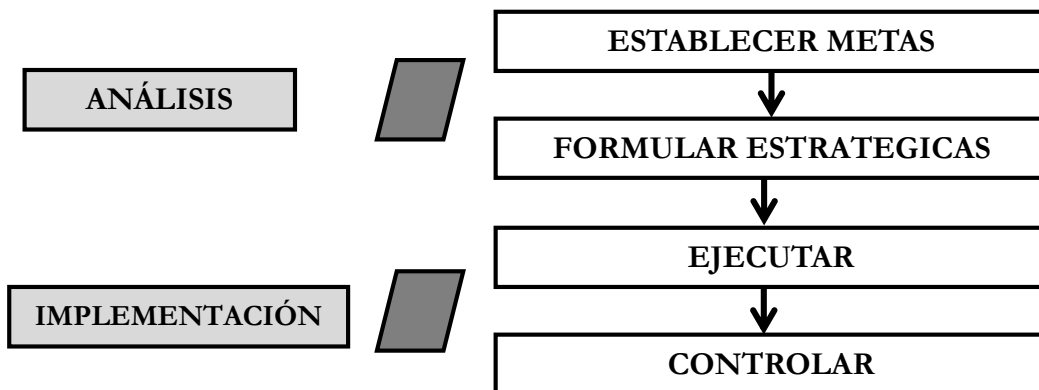 ESTABLECER METAS
ANÁLISIS
FORMULAR ESTRATEGICAS
EJECUTAR
IMPLEMENTACIÓN
CONTROLAR